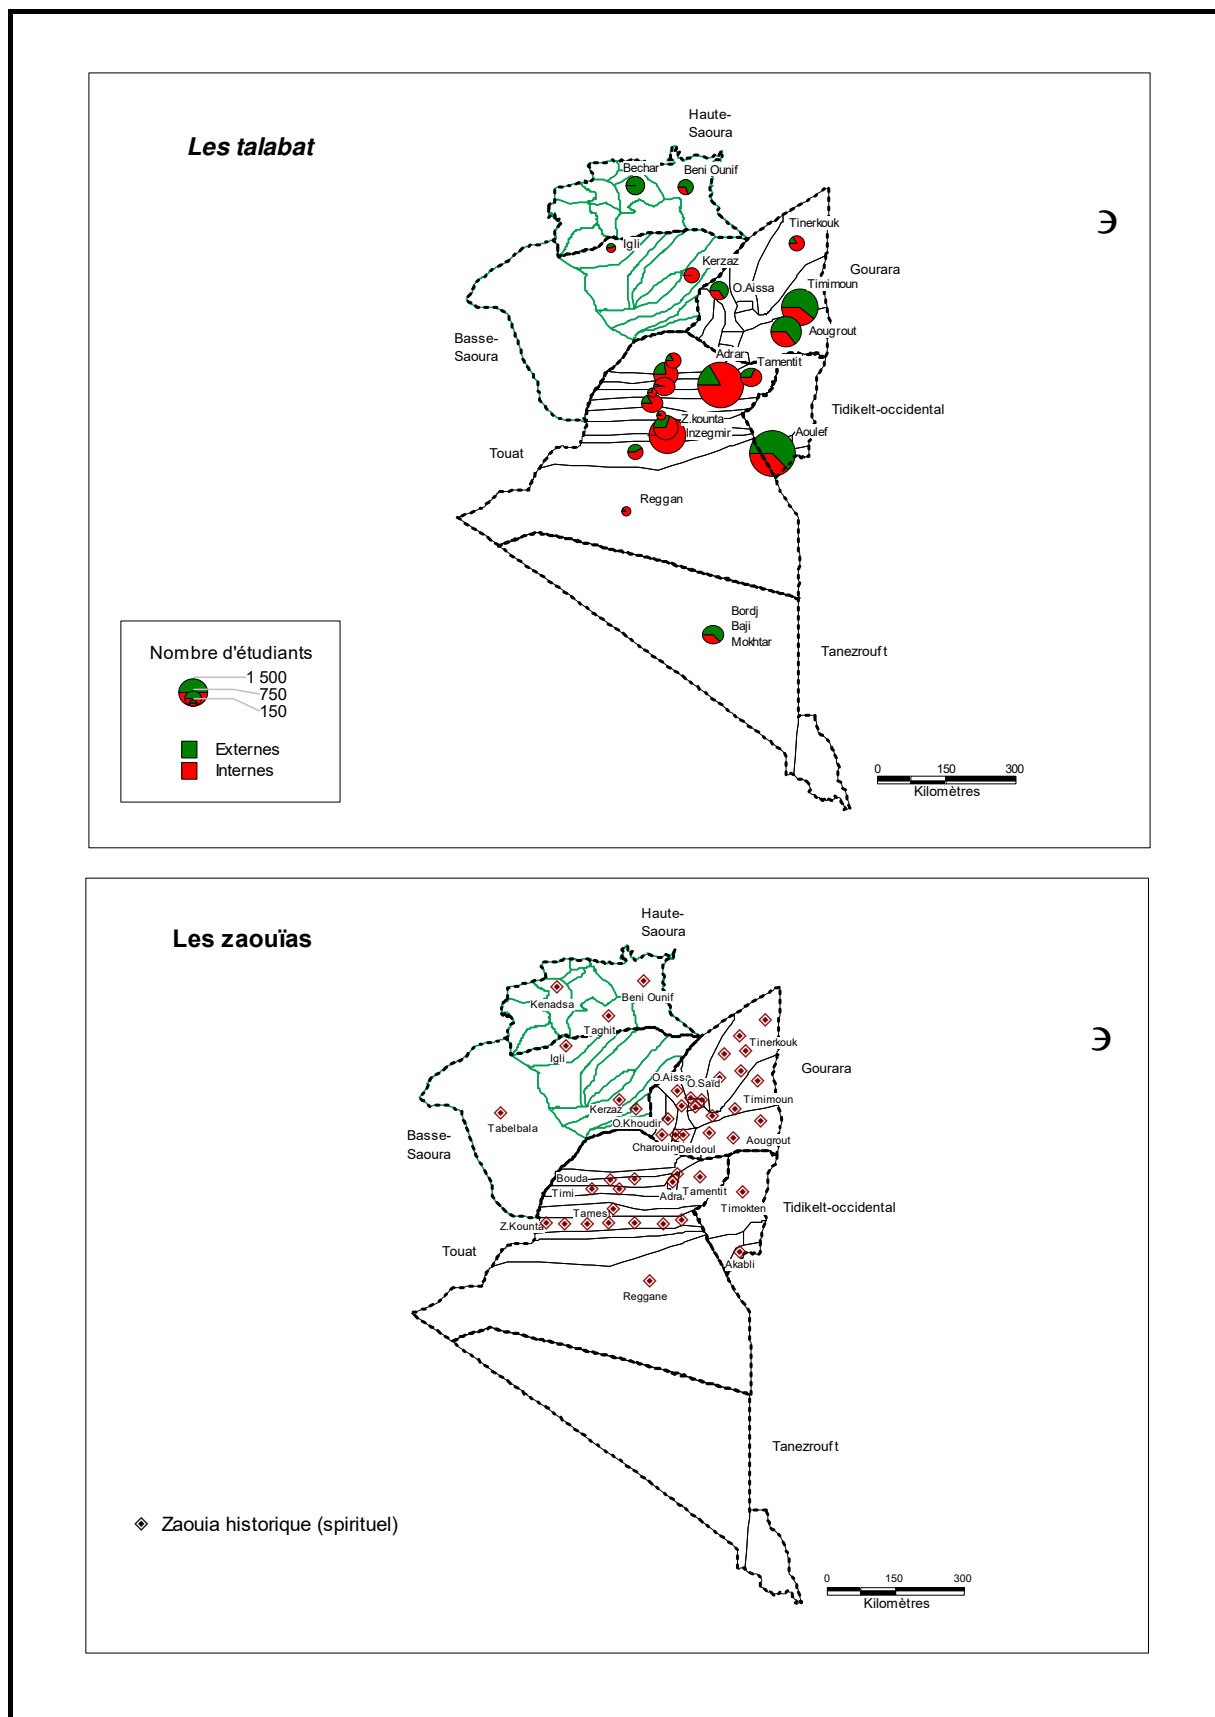 Les talabat
Haute-
Saoura
Bechar
Beni Ounif
Igli
Tinerkouk
Kerzaz
Gourara
O.Aissa
Timimoun
Aougrout
Basse-
Saoura
Adrar
Tamentit
Tidikelt-occidental
Z.kounta
Inzegmir
Aoulef
Touat
Reggan
Bordj
Baji
Mokhtar
Tanezrouft
Nombre d'étudiants
1 500
750
150
Externes
Internes
0 150 300
Kilomètres
Les zaouïas
Haute-
Saoura
Kenadsa
Beni Ounif
Taghit
Igli
Tinerkouk
Gourara
O.Aissa
O.Saïd
Kerzaz
Timimoun
Tabelbala
O.Khoudir
Basse-
Saoura
Charouine
Deldoul
Aougrout
Bouda
Timi
Adra
Tamentit
Timokten
Tidikelt-occidental
Tamest
Z.Kounta
Touat
Akabli
Reggane
Tanezrouft
Zaouia historique (spirituel)
0 150 300
Kilomètres